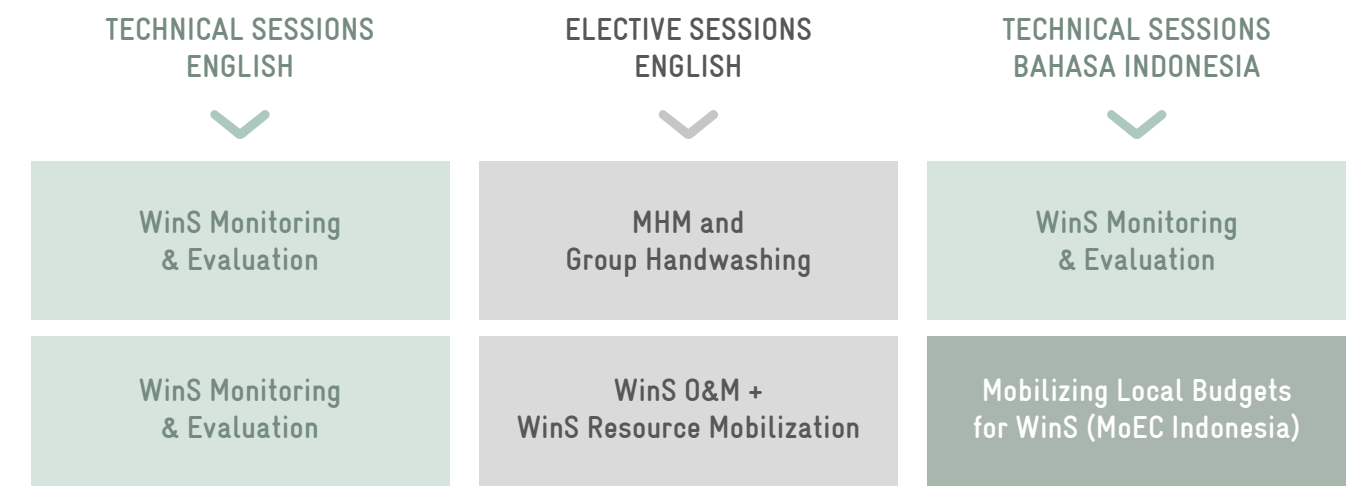 TECHNICAL SESSIONS
ENGLISH
WinS Monitoring
& Evaluation
WinS Monitoring
& Evaluation
ELECTIVE SESSIONS
ENGLISH
MHM and
Group Handwashing
WinS O&M +
WinS Resource Mobilization
TECHNICAL SESSIONS
BAHASA INDONESIA
WinS Monitoring
& Evaluation
Mobilizing Local Budgets
for WinS (MoEC Indonesia)